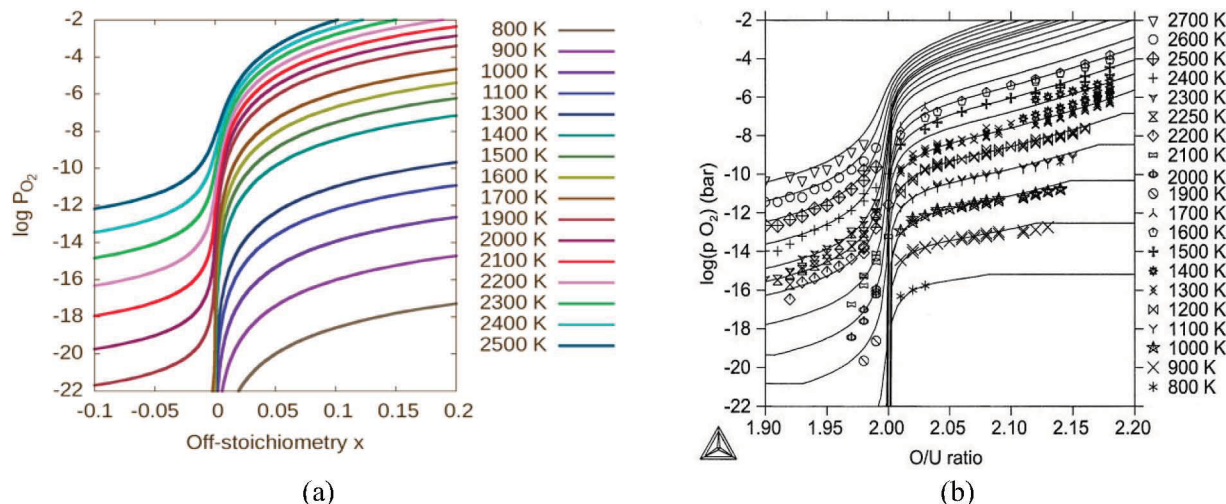 -2
-4
-6
-8
-10
-12
-14
-16
-18
-20
-22
log P_O2
-0.1
-0.05
0
0.05
0.1
0.15
0.2
Off-stoichiometry x
800 K
900 K
1000 K
1100 K
1300 K
1400 K
1500 K
1600 K
1700 K
1900 K
2000 K
2100 K
2200 K
2300 K
2400 K
2500 K
(a)
-2
-4
-6
-8
-10
-12
-14
-16
-18
-20
-22
log(p O2) (bar)
1.90
1.95
2.00
2.05
2.10
2.15
2.20
O/U ratio
2700 K
2600 K
2500 K
2400 K
2300 K
2250 K
2200 K
2100 K
2000 K
1900 K
1700 K
1600 K
1500 K
1400 K
1300 K
1200 K
1100 K
1000 K
900 K
800 K
(b)